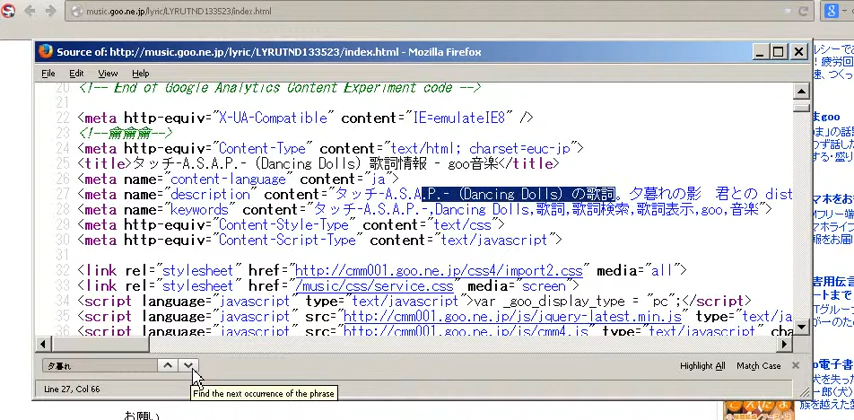 music.goo.ne.jp/lyric/LYRUTND133523/index.html
Source of: http://music.goo.ne.jp/lyric/LYRUTND133523/index.html - Mozilla Firefox
File Edit View Help
20 <!-- End of Google Analytics Content Experiment code -->
21
22 <meta http-equiv="X-UA-Compatible" content="IE=emulateIE8" />
23 <!--龠龠龠-->
24 <meta http-equiv="Content-Type" content="text/html; charset=euc-jp">
25 <title>タッチ-A.S.A.P.- (Dancing Dolls) 歌詞情報 - goo音楽</title>
26 <meta name="content-language" content="ja">
27 <meta name="description" content="タッチ-A.S.A.P.- (Dancing Dolls) の歌詞。夕暮れの影 君との dist
28 <meta name="keywords" content="タッチ-A.S.A.P.-,Dancing Dolls,歌詞,歌詞検索,歌詞表示,goo,音楽">
29 <meta http-equiv="Content-Style-Type" content="text/css">
30 <meta http-equiv="Content-Script-Type" content="text/javascript">
31
32 <link rel="stylesheet" href="http://cmm001.goo.ne.jp/css4/import2.css" media="all">
33 <link rel="stylesheet" href="/music/css/service.css" media="screen">
34 <script language="javascript" type="text/javascript">var _goo_display_type = "pc";</script>
35 <script language="javascript" src="http://cmm001.goo.ne.jp/js/jquery-latest.min.js" type="text/javascript"
36 <script language="javascript" src="http://cmm001.goo.ne.jp/js/cmm4.js" type="text/javascript" cha
夕暮れ Highlight All Match Case
Find the next occurrence of the phrase
Line 27, Col 66
お願い